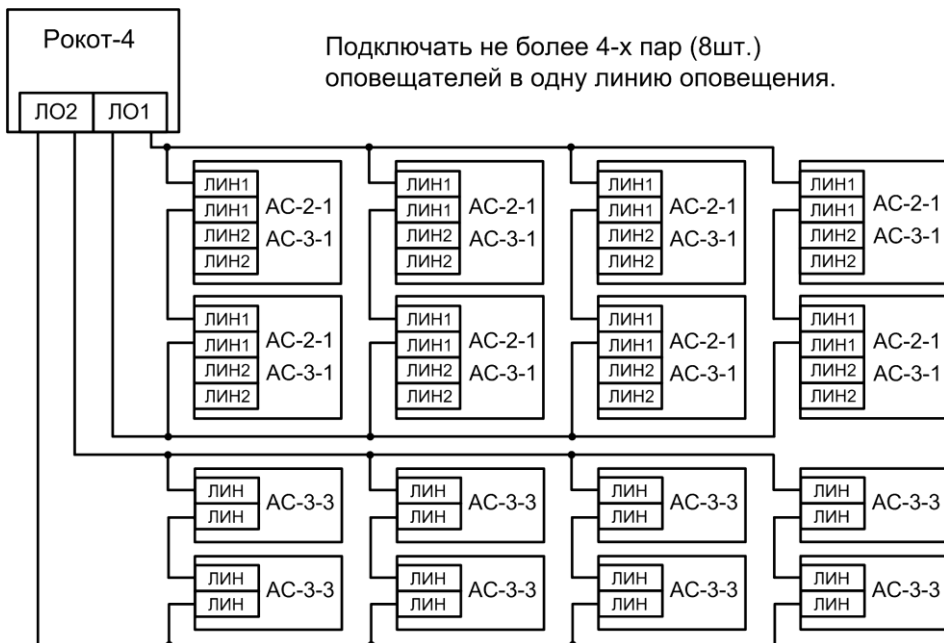 Рокот-4
Подключать не более 4-х пар (8шт.)
оповещателей в одну линию оповещения.
ЛО2 ЛО1
ЛИН1 ЛИН1 ЛИН1 ЛИН1
ЛИН1 АС-2-1 ЛИН1 АС-2-1 ЛИН1 АС-2-1 ЛИН1 АС-2-1
ЛИН2 АС-3-1 ЛИН2 АС-3-1 ЛИН2 АС-3-1 ЛИН2 АС-3-1
ЛИН2 ЛИН2 ЛИН2 ЛИН2
ЛИН1 ЛИН1 ЛИН1 ЛИН1
ЛИН1 АС-2-1 ЛИН1 АС-2-1 ЛИН1 АС-2-1 ЛИН1 АС-2-1
ЛИН2 АС-3-1 ЛИН2 АС-3-1 ЛИН2 АС-3-1 ЛИН2 АС-3-1
ЛИН2 ЛИН2 ЛИН2 ЛИН2
ЛИН АС-3-3 ЛИН АС-3-3 ЛИН АС-3-3 ЛИН АС-3-3
ЛИН ЛИН ЛИН ЛИН
ЛИН АС-3-3 ЛИН АС-3-3 ЛИН АС-3-3 ЛИН АС-3-3
ЛИН ЛИН ЛИН ЛИН